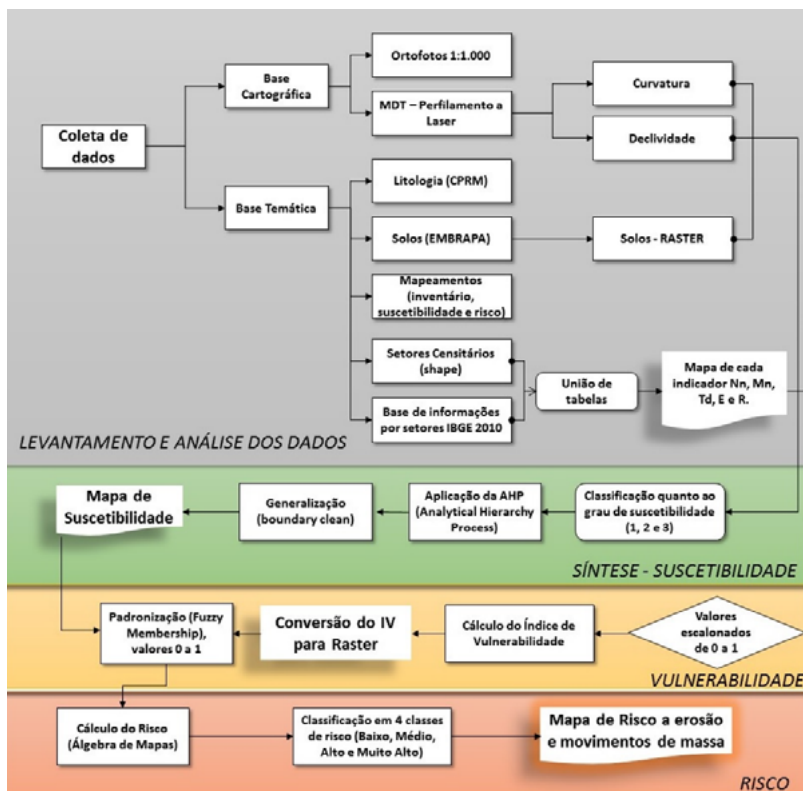 Ortofotos 1:1.000
Base
Cartográfica
Curvatura
MDT – Perfilamento a
Laser
Coleta de
dados
Declividade
Litologia (CPRM)
Base Temática
Solos (EMBRAPA)
Solos - RASTER
Mapeamentos
(inventário,
suscetibilidade e risco)
Setores Censitários
(shape)
União de
tabelas
Mapa de cada
indicador Nn, Mn,
Td, E e R.
Base de informações
por setores IBGE 2010
LEVANTAMENTO E ANÁLISE DOS DADOS
Mapa de
Suscetibilidade
Generalização
(boundary clean)
Aplicação da AHP
(Analytical Hierarchy
Process)
Classificação quanto ao
grau de suscetibilidade
(1, 2 e 3)
SÍNTESE - SUSCETIBILIDADE
Padronização (Fuzzy
Membership),
valores 0 a 1
Conversão do IV
para Raster
Cálculo do Índice de
Vulnerabilidade
Valores
escalonados
de 0 a 1
VULNERABILIDADE
Cálculo do Risco
(Álgebra de Mapas)
Classificação em 4 classes
de risco (Baixo, Médio,
Alto e Muito Alto)
Mapa de Risco a erosão
e movimentos de massa
RISCO